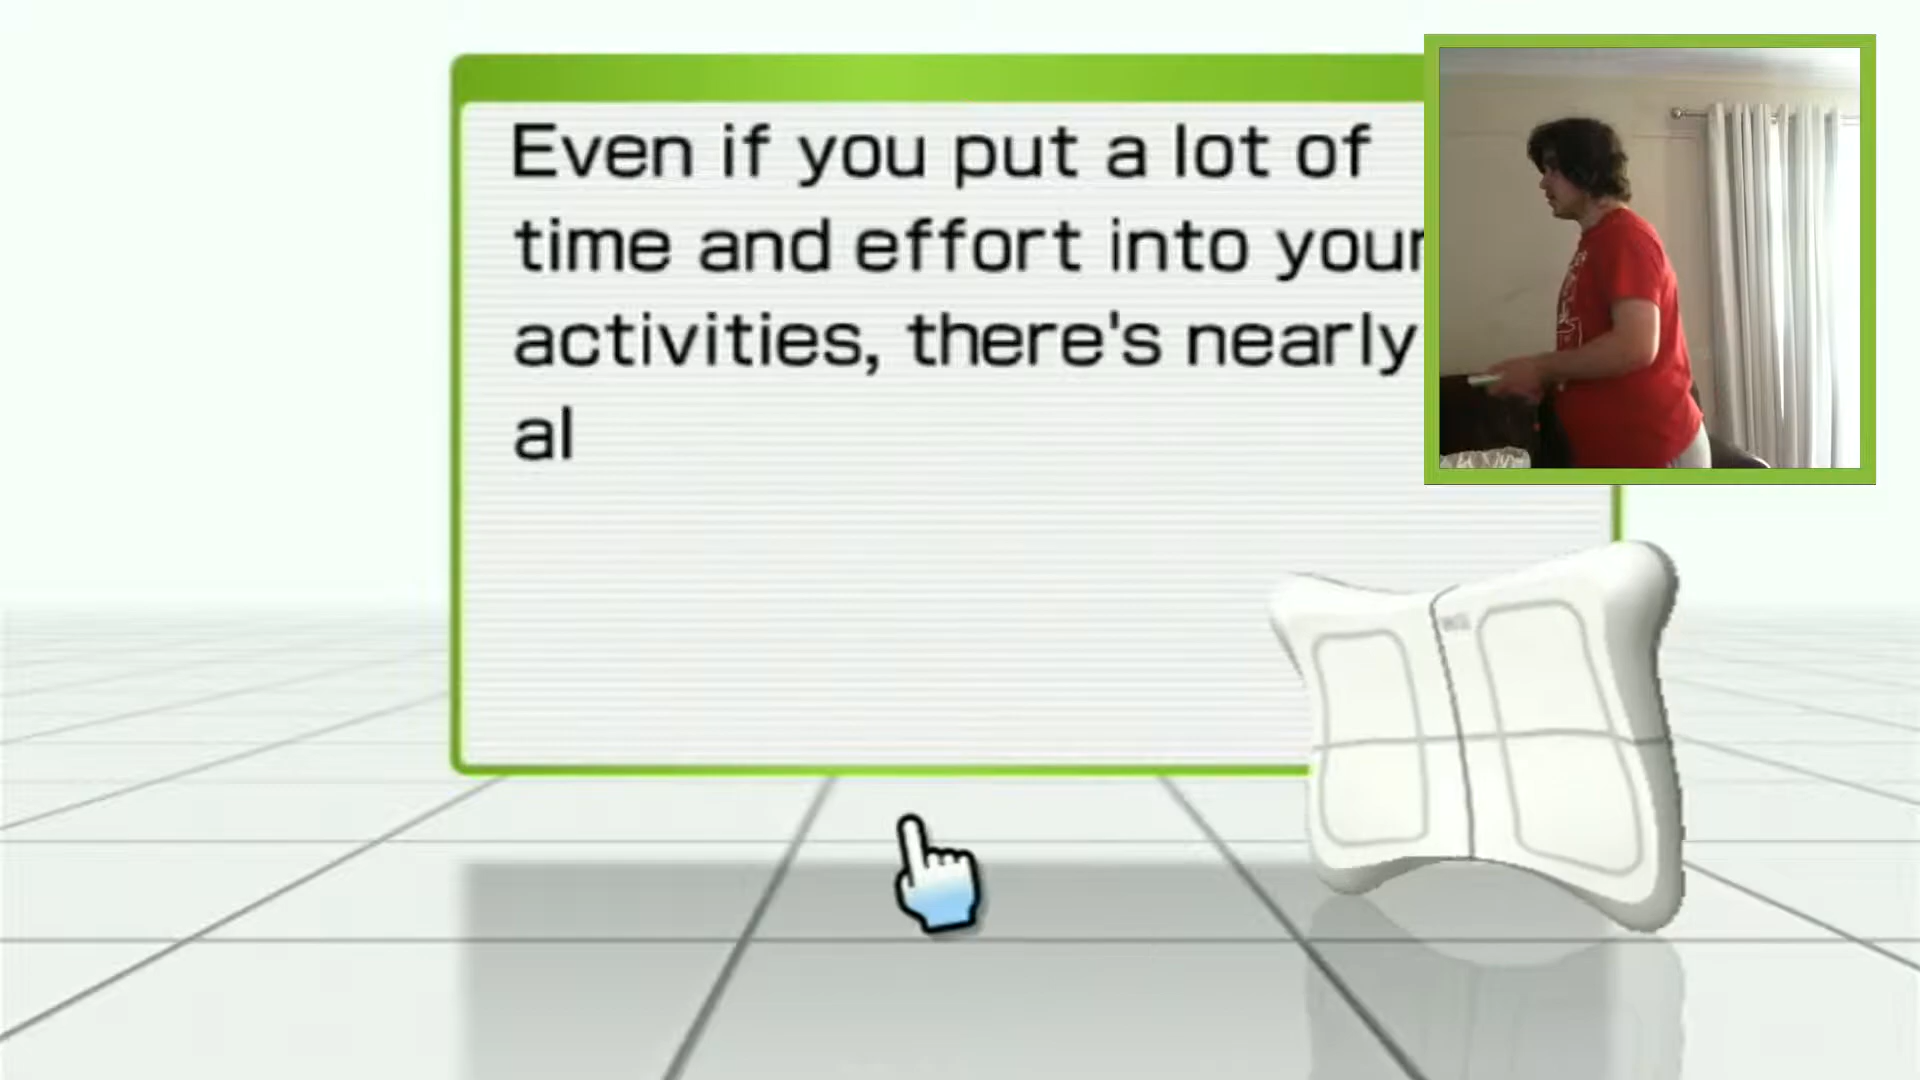 Even if you put a lot of
time and effort into your
activities, there's nearly
al